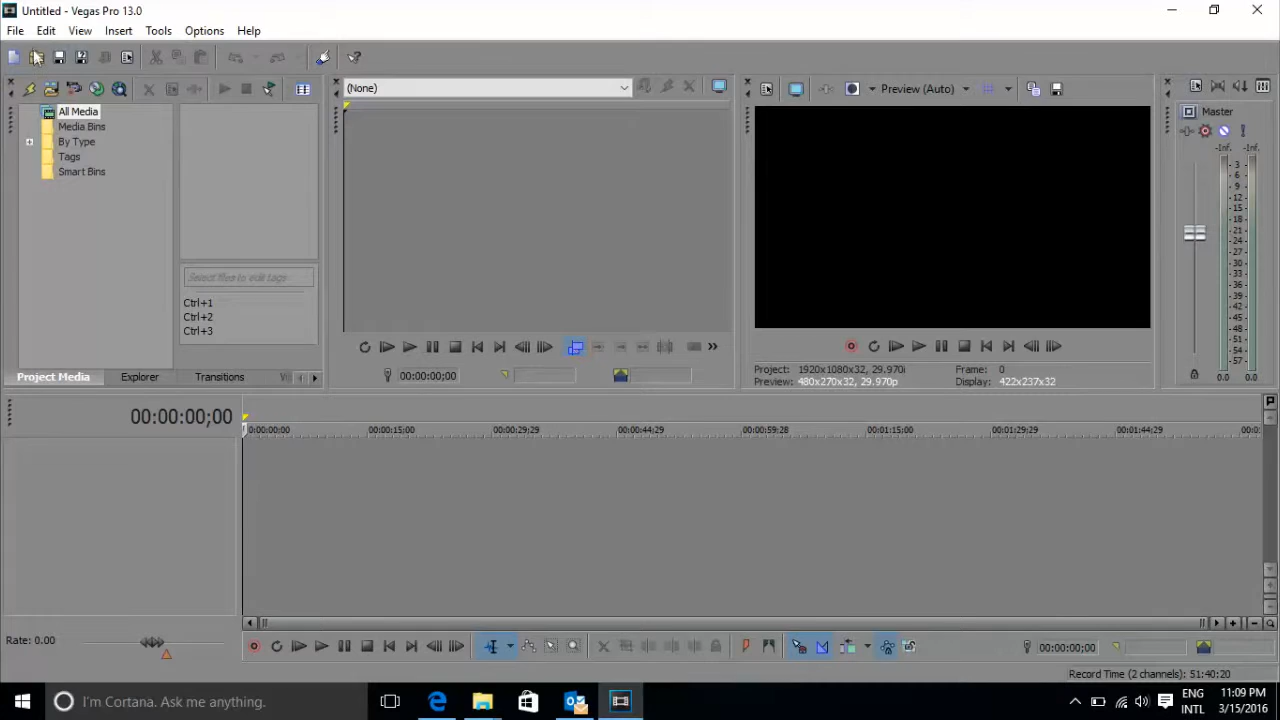 Untitled - Vegas Pro 13.0
File Edit View Insert Tools Options Help
(None)
Preview (Auto)
Master
All Media
Media Bins
By Type
Tags
Smart Bins
Select files to edit tags
Ctrl+1
Ctrl+2
Ctrl+3
-Inf. -Inf.
3
6
9
12
15
18
21
24
27
30
33
36
39
42
45
48
51
54
57
0.0 0.0
Project Media Explorer Transitions
00:00:00;00
Project: 1920x1080x32, 29.970i
Preview: 480x270x32, 29.970p
Frame: 0
Display: 422x237x32
00:00:00;00
0:00:00;00 00:00:15;00 00:00:29;29 00:00:44;29 00:00:59;28 00:01:15;00 00:01:29;29 00:01:44;29
Rate: 0.00
00:00:00;00
Record Time (2 channels): 51:40:20
I'm Cortana. Ask me anything.
ENG
INTL
11:09 PM
3/15/2016